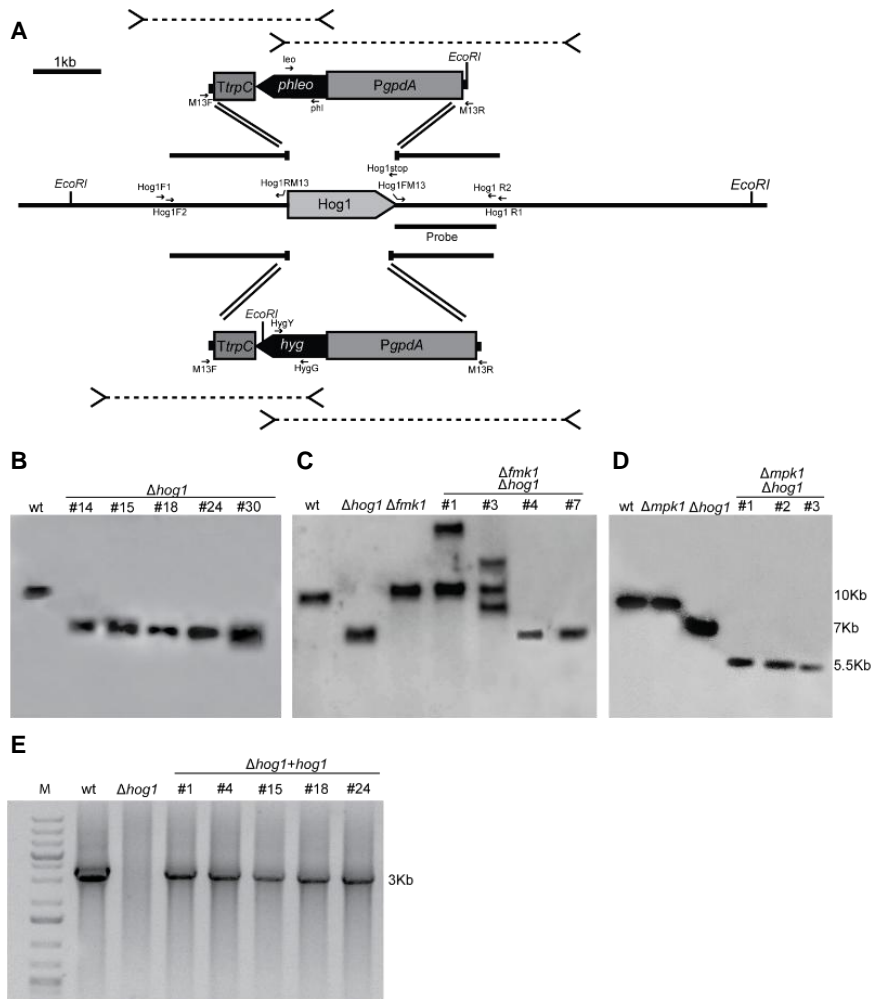 A
1kb
leo
EcoRI
TtrpC
phleo
PgpdA
M13F
phl
M13R
Hog1stop
EcoRI
Hog1F1
Hog1RM13
Hog1FM13
Hog1 R2
EcoRI
Hog1F2
Hog1
Hog1 R1
Probe
EcoRI
HygY
TtrpC
hyg
PgpdA
M13F
HygG
M13R
B
Δhog1
wt
#14 #15 #18 #24 #30
C
Δfmk1
Δhog1
wt Δhog1 Δfmk1 #1 #3 #4 #7
D
Δmpk1
Δhog1
wt Δmpk1 Δhog1 #1 #2 #3
10Kb
7Kb
5.5Kb
E
Δhog1+hog1
M wt Δhog1 #1 #4 #15 #18 #24
3Kb